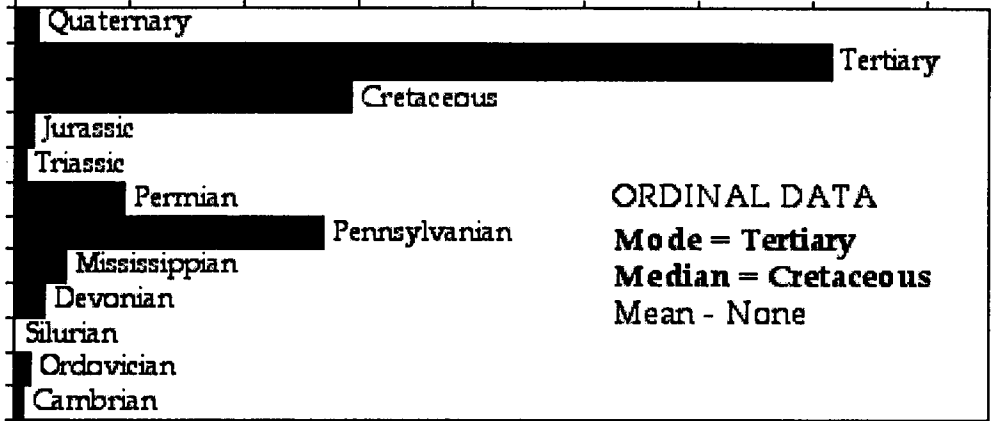 Quaternary
Tertiary
Cretaceous
Jurassic
Triassic
Permian
Pennsylvanian
Mississippian
Devonian
Silurian
Ordovician
Cambrian
ORDINAL DATA
Mode = Tertiary
Median = Cretaceous
Mean - None